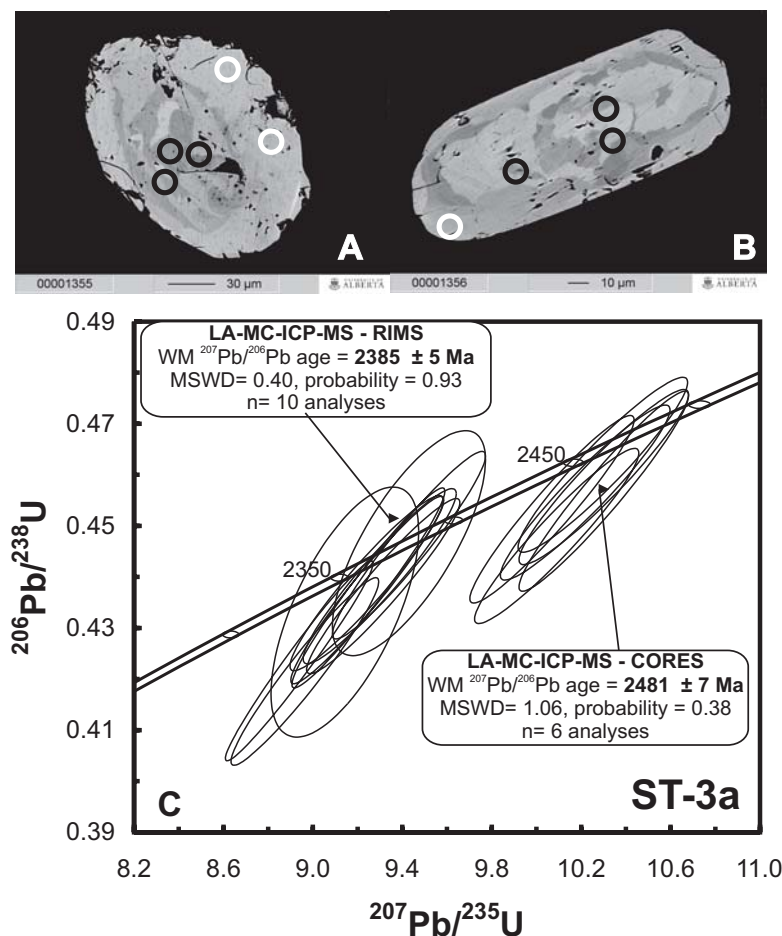 A
B
00001355
30 µm
UNIVERSITY OF
ALBERTA
00001356
10 µm
UNIVERSITY OF
ALBERTA
0.49
LA-MC-ICP-MS - RIMS
WM ²⁰⁷Pb/²⁰⁶Pb age = 2385 ± 5 Ma
MSWD= 0.40, probability = 0.93
n= 10 analyses
0.47
2450
0.45
2350
0.43
LA-MC-ICP-MS - CORES
WM ²⁰⁷Pb/²⁰⁶Pb age = 2481 ± 7 Ma
MSWD= 1.06, probability = 0.38
n= 6 analyses
0.41
C
ST-3a
0.39
8.2 8.6 9.0 9.4 9.8 10.2 10.6 11.0
²⁰⁷Pb/²³⁵U
²⁰⁶Pb/²³⁸U